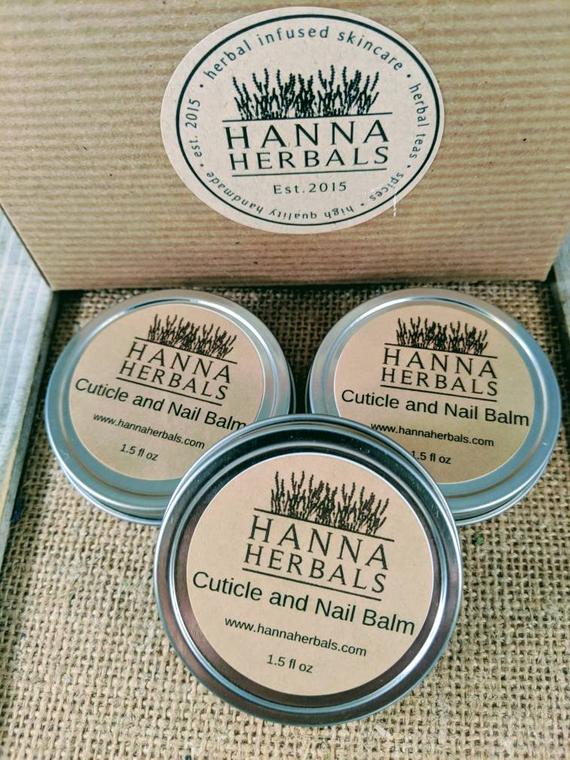 est. 2015 • herbal infused skincare • herbal teas • spices • high quality handmade •
HANNA
HERBALS
Est. 2015
HANNA
HERBALS
Cuticle and Nail Balm
www.hannaherbals.com
1.5 fl oz
HANNA
HERBALS
Cuticle and Nail Balm
www.hannaherbals.com
1.5 fl oz
HANNA
HERBALS
Cuticle and Nail Balm
www.hannaherbals.com
1.5 fl oz